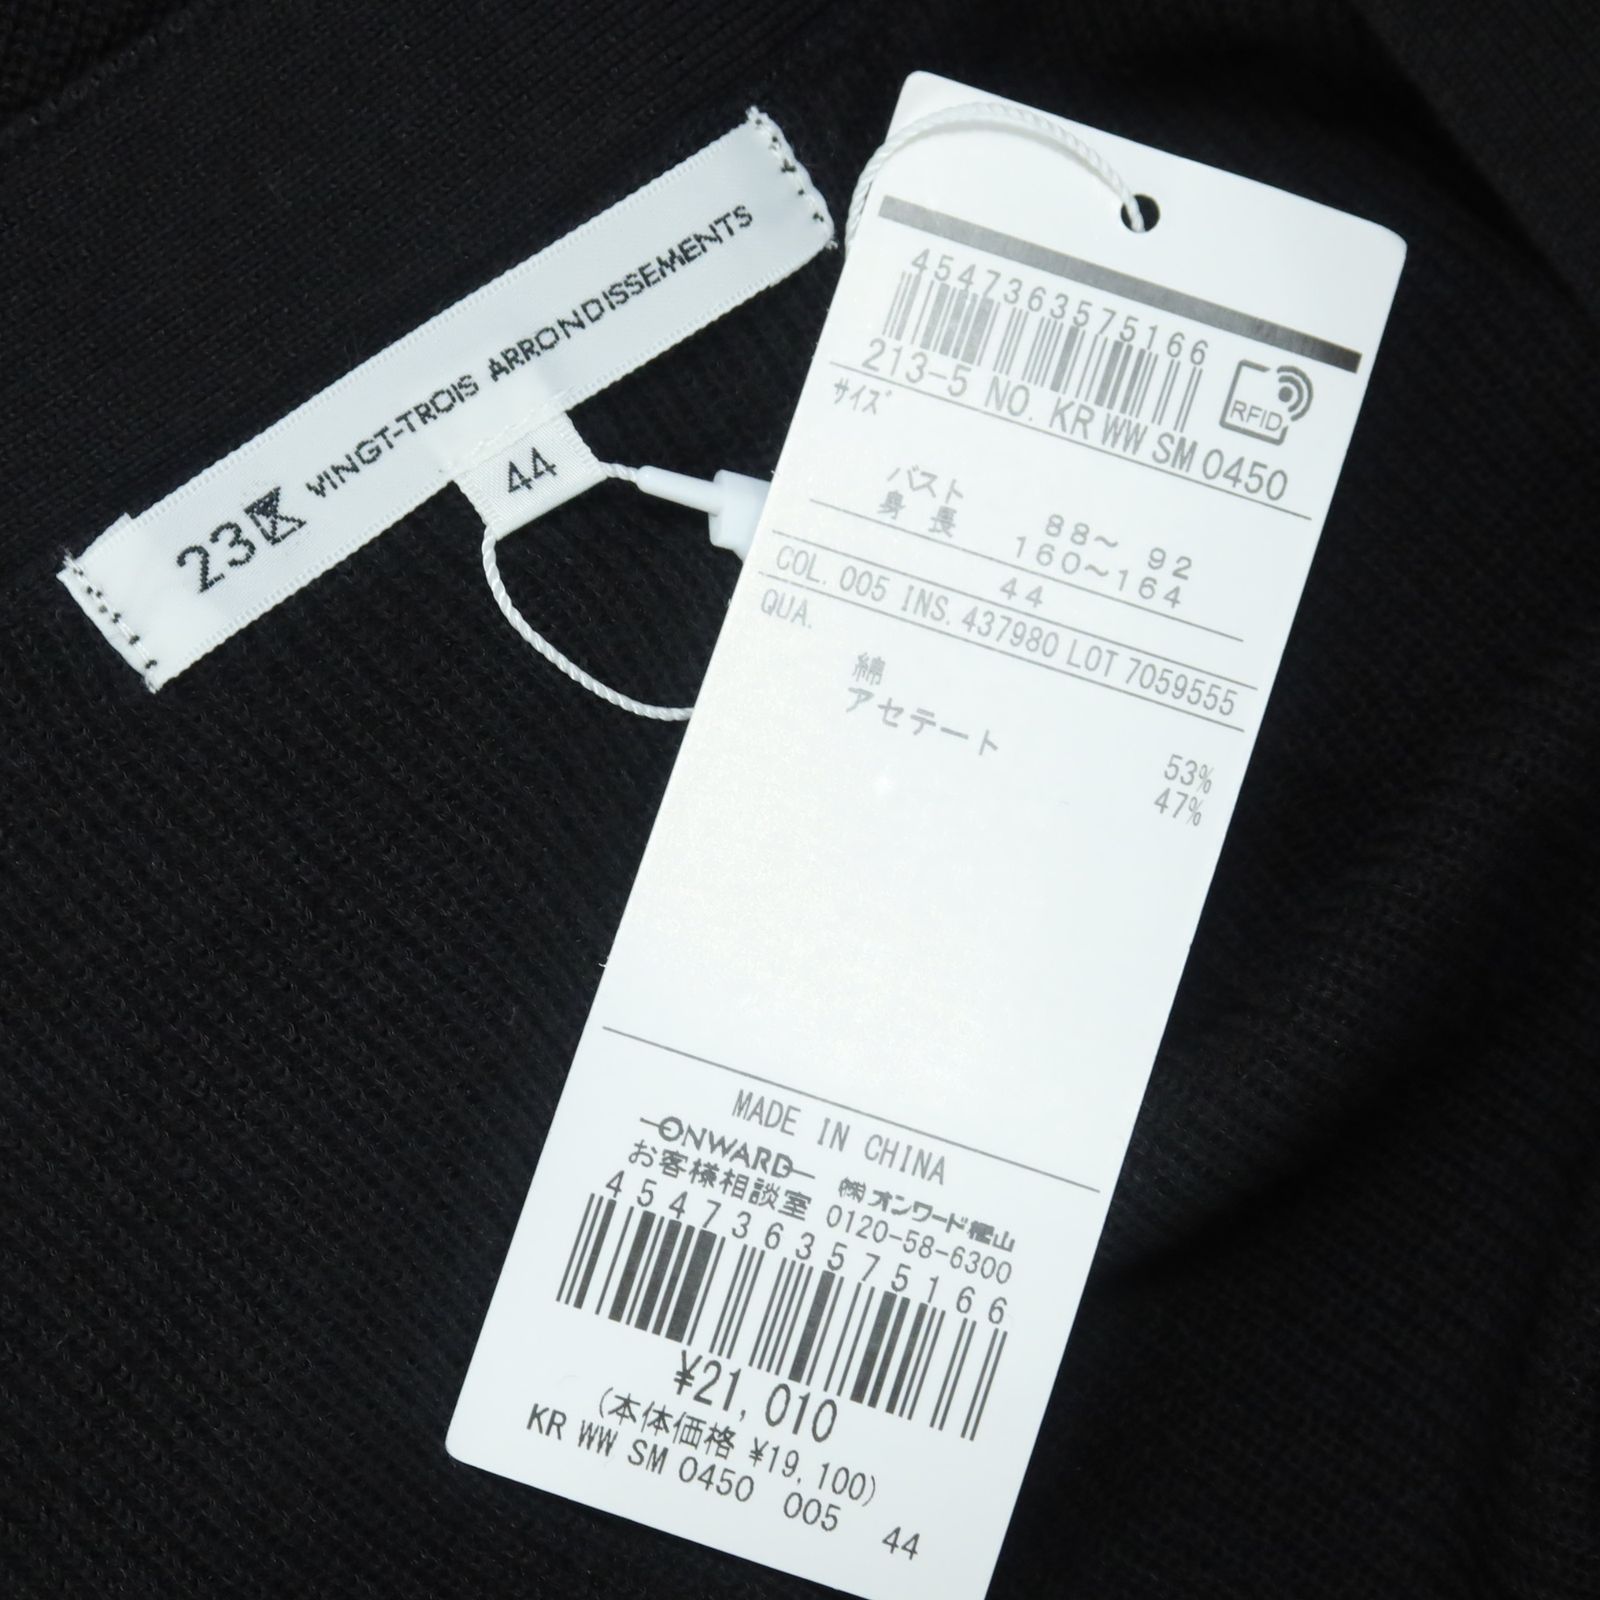 23区 VINGT-TROIS ARRONDISSEMENTS
44
4547363575166
213-5 NO. KR WW SM 0450
RFID
サイズ
バスト 88〜 92
身 長 160〜164
44
COL. 005 INS. 437980 LOT 7059555
QUA.
綿 53%
アセテート 47%
MADE IN CHINA
ONWARD ㈱オンワード樫山
お客様相談室 0120-58-6300
4547363575166
¥21,010
(本体価格 ¥19,100)
KR WW SM 0450 005 44